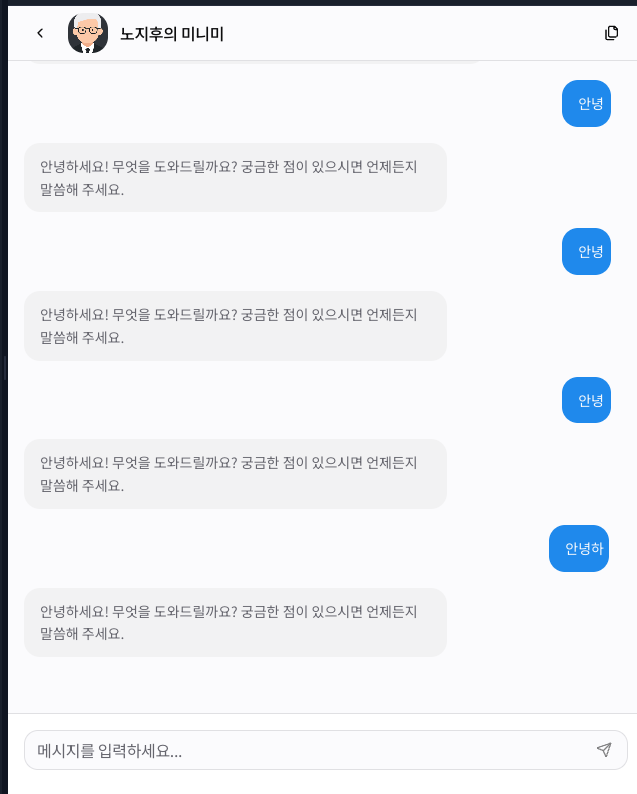 노지후의 미니미
안녕
안녕하세요! 무엇을 도와드릴까요? 궁금한 점이 있으시면 언제든지
말씀해 주세요.
안녕
안녕하세요! 무엇을 도와드릴까요? 궁금한 점이 있으시면 언제든지
말씀해 주세요.
안녕
안녕하세요! 무엇을 도와드릴까요? 궁금한 점이 있으시면 언제든지
말씀해 주세요.
안녕하
안녕하세요! 무엇을 도와드릴까요? 궁금한 점이 있으시면 언제든지
말씀해 주세요.
메시지를 입력하세요...